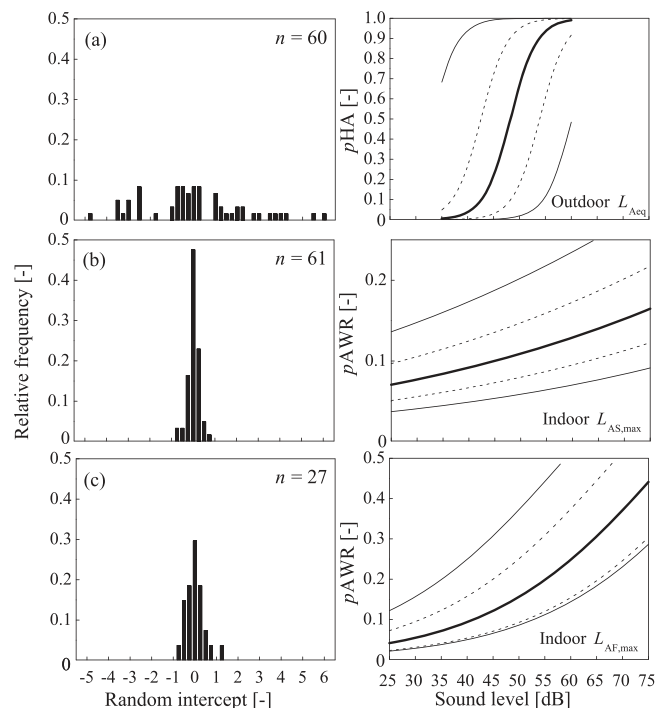 (a)
n = 60
0.5
0.4
0.3
0.2
0.1
0
pHA [-]
1.0
0.9
0.8
0.7
0.6
0.5
0.4
0.3
0.2
0.1
0
Outdoor LAeq
Relative frequency [-]
(b)
n = 61
0.5
0.4
0.3
0.2
0.1
0
pAWR [-]
0.2
0.1
0
Indoor LAS,max
(c)
n = 27
0.5
0.4
0.3
0.2
0.1
0
-5 -4 -3 -2 -1 0 1 2 3 4 5 6
Random intercept [-]
pAWR [-]
0.5
0.4
0.3
0.2
0.1
0
Indoor LAF,max
25 30 35 40 45 50 55 60 65 70 75
Sound level [dB]